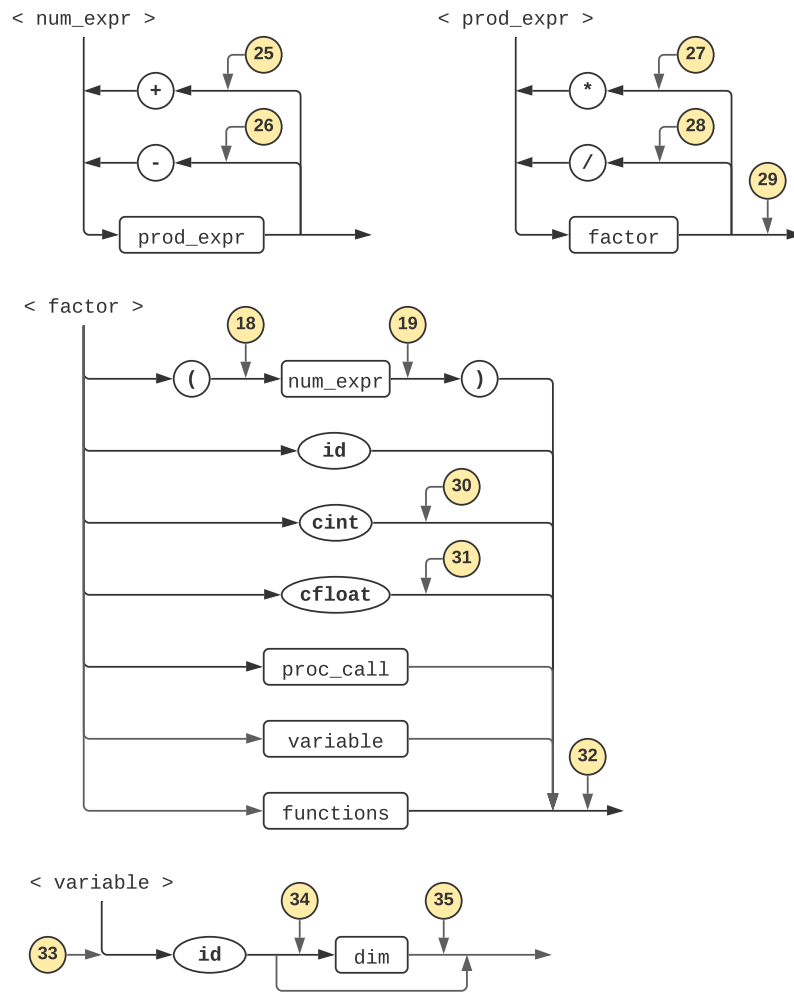 < num_expr >
25
+
26
-
prod_expr
< prod_expr >
27
*
28
/
29
factor
< factor >
18
19
( num_expr )
id
30
cint
31
cfloat
proc_call
variable
32
functions
< variable >
33
34
35
id dim